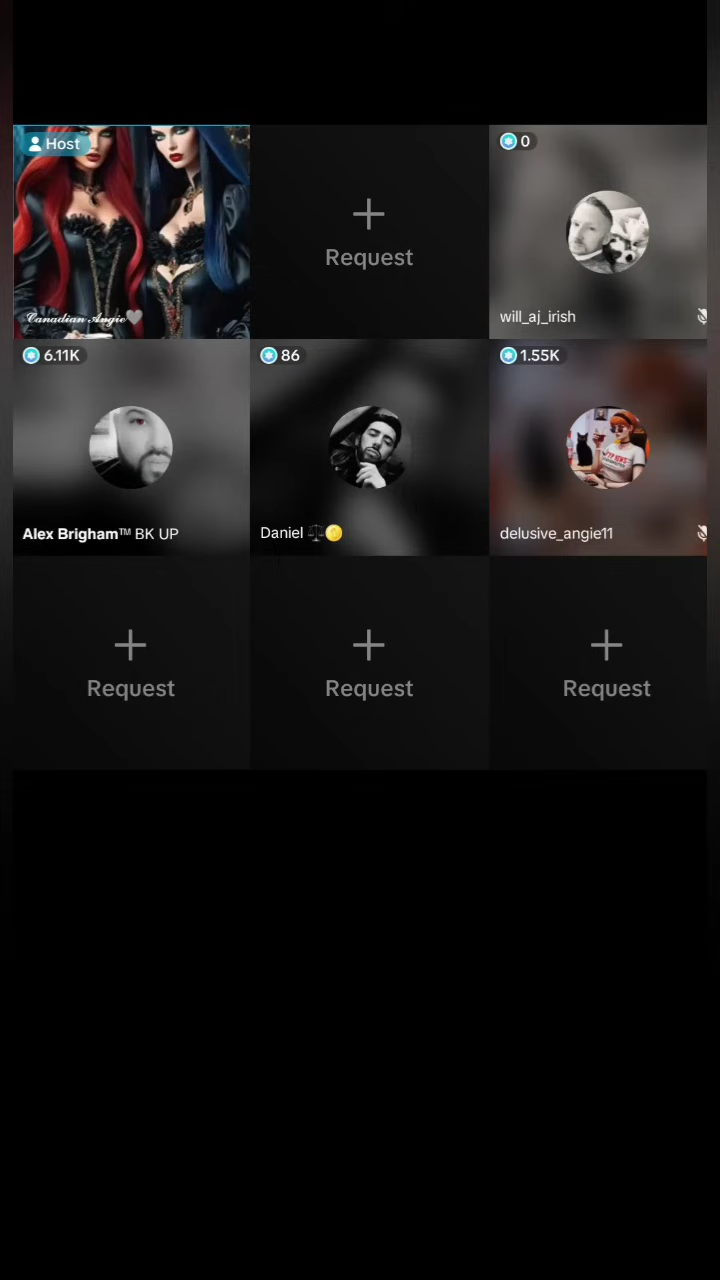 Host
0
Request
Canadian Angie🤍
will_aj_irish
6.11K
86
1.55K
Alex Brigham™ BK UP
Daniel ⚖️🪙
delusive_angie11
Request
Request
Request